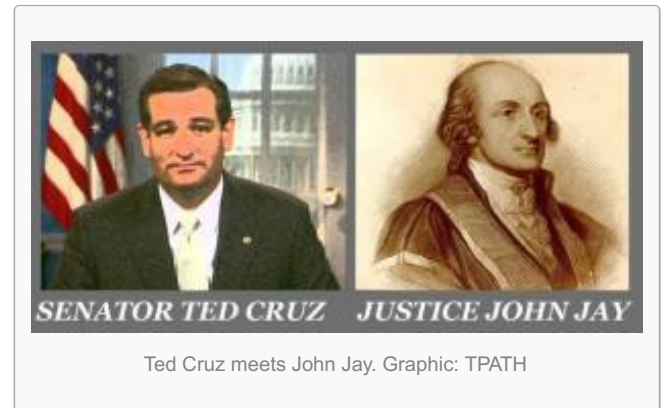 SENATOR TED CRUZ JUSTICE JOHN JAY
Ted Cruz meets John Jay. Graphic: TPATH